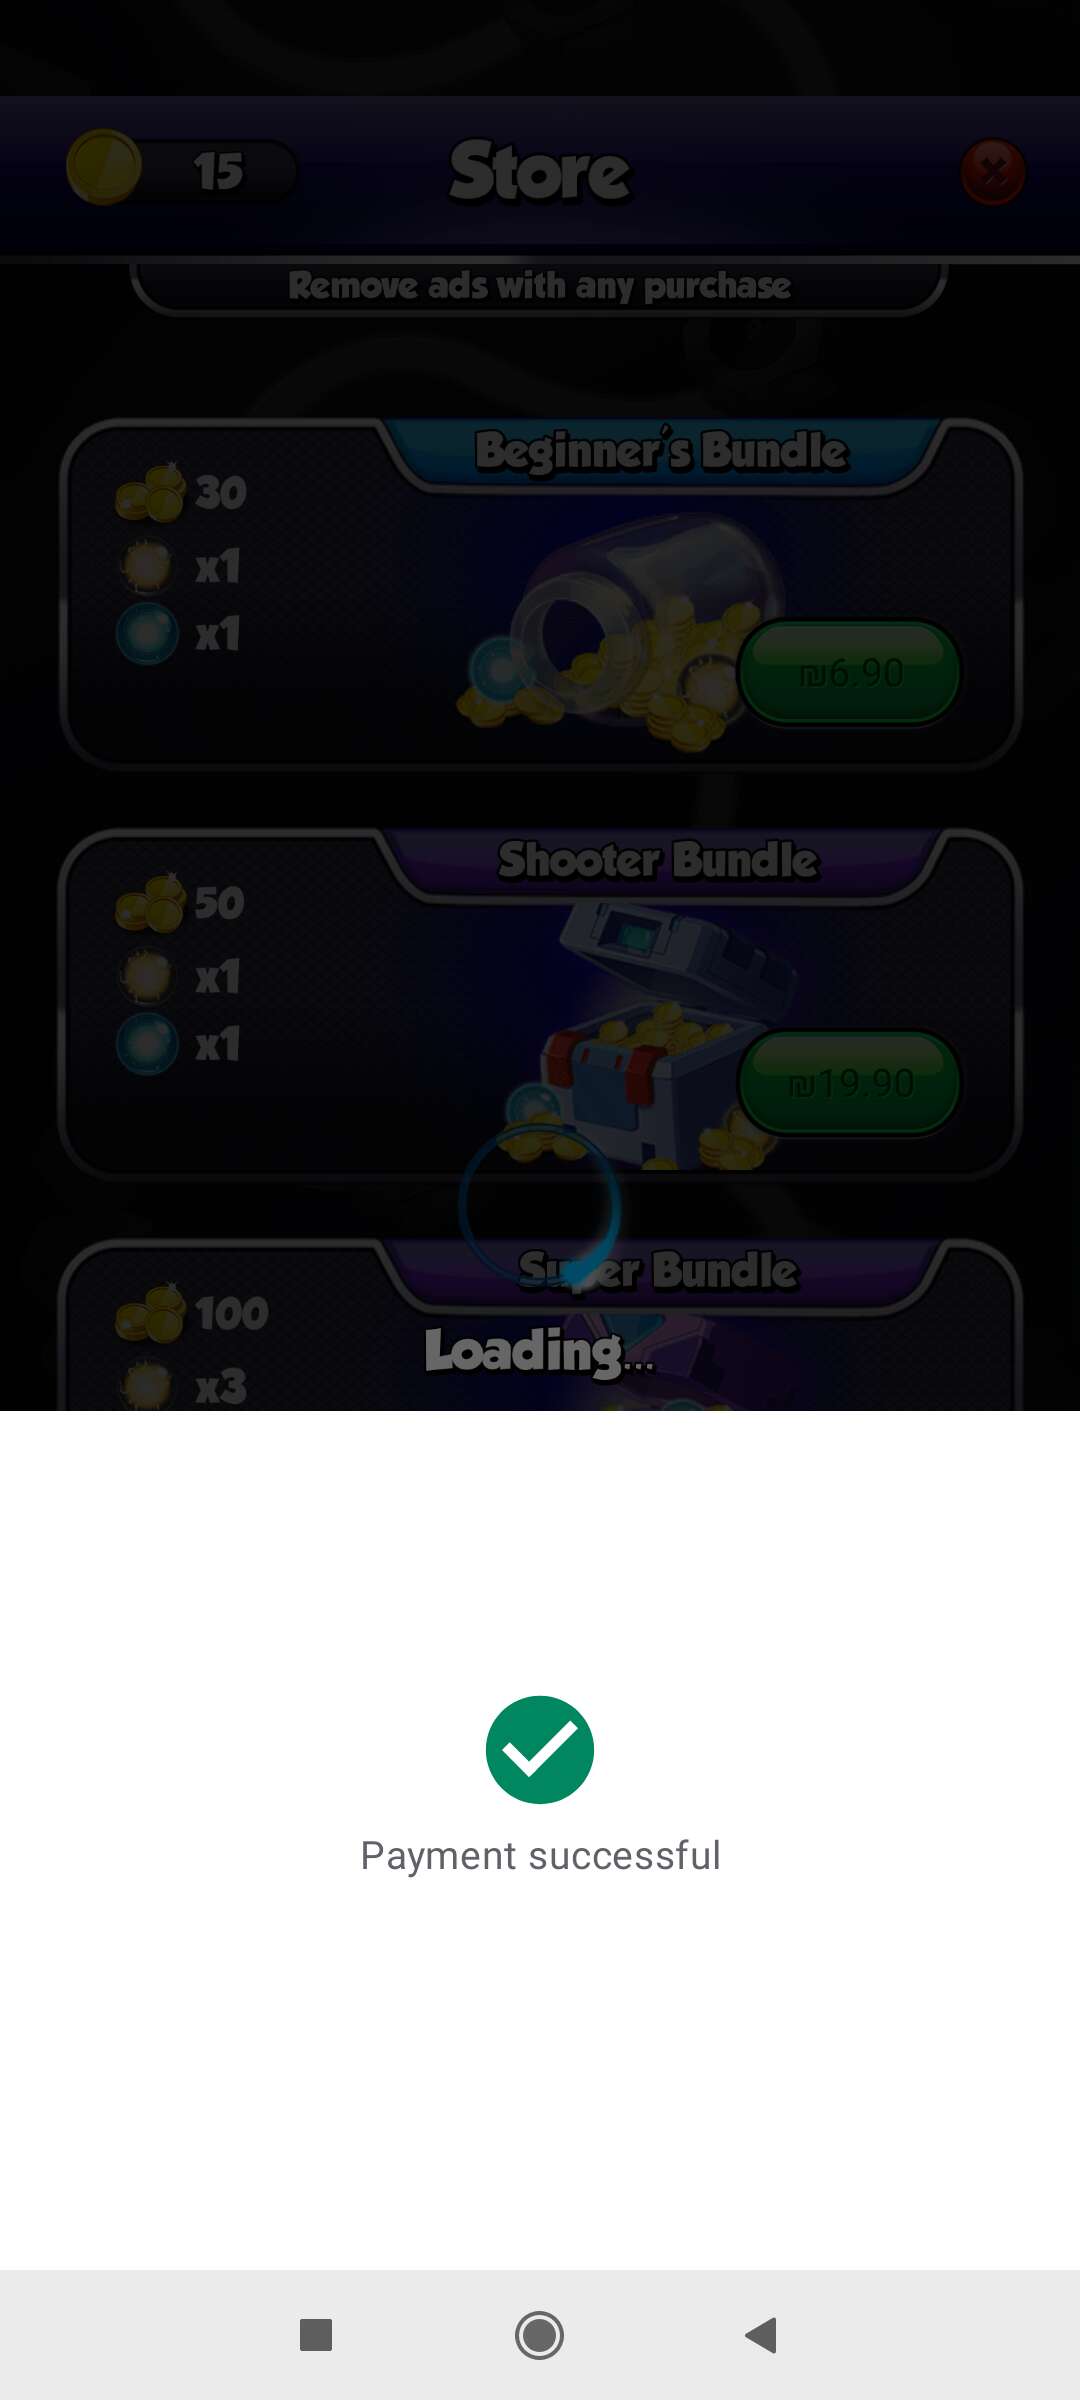 15
Store
Remove ads with any purchase
Beginner's Bundle
30
x1
x1
₪6.90
Shooter Bundle
50
x1
x1
₪19.90
Super Bundle
100
x3
Loading...
Payment successful